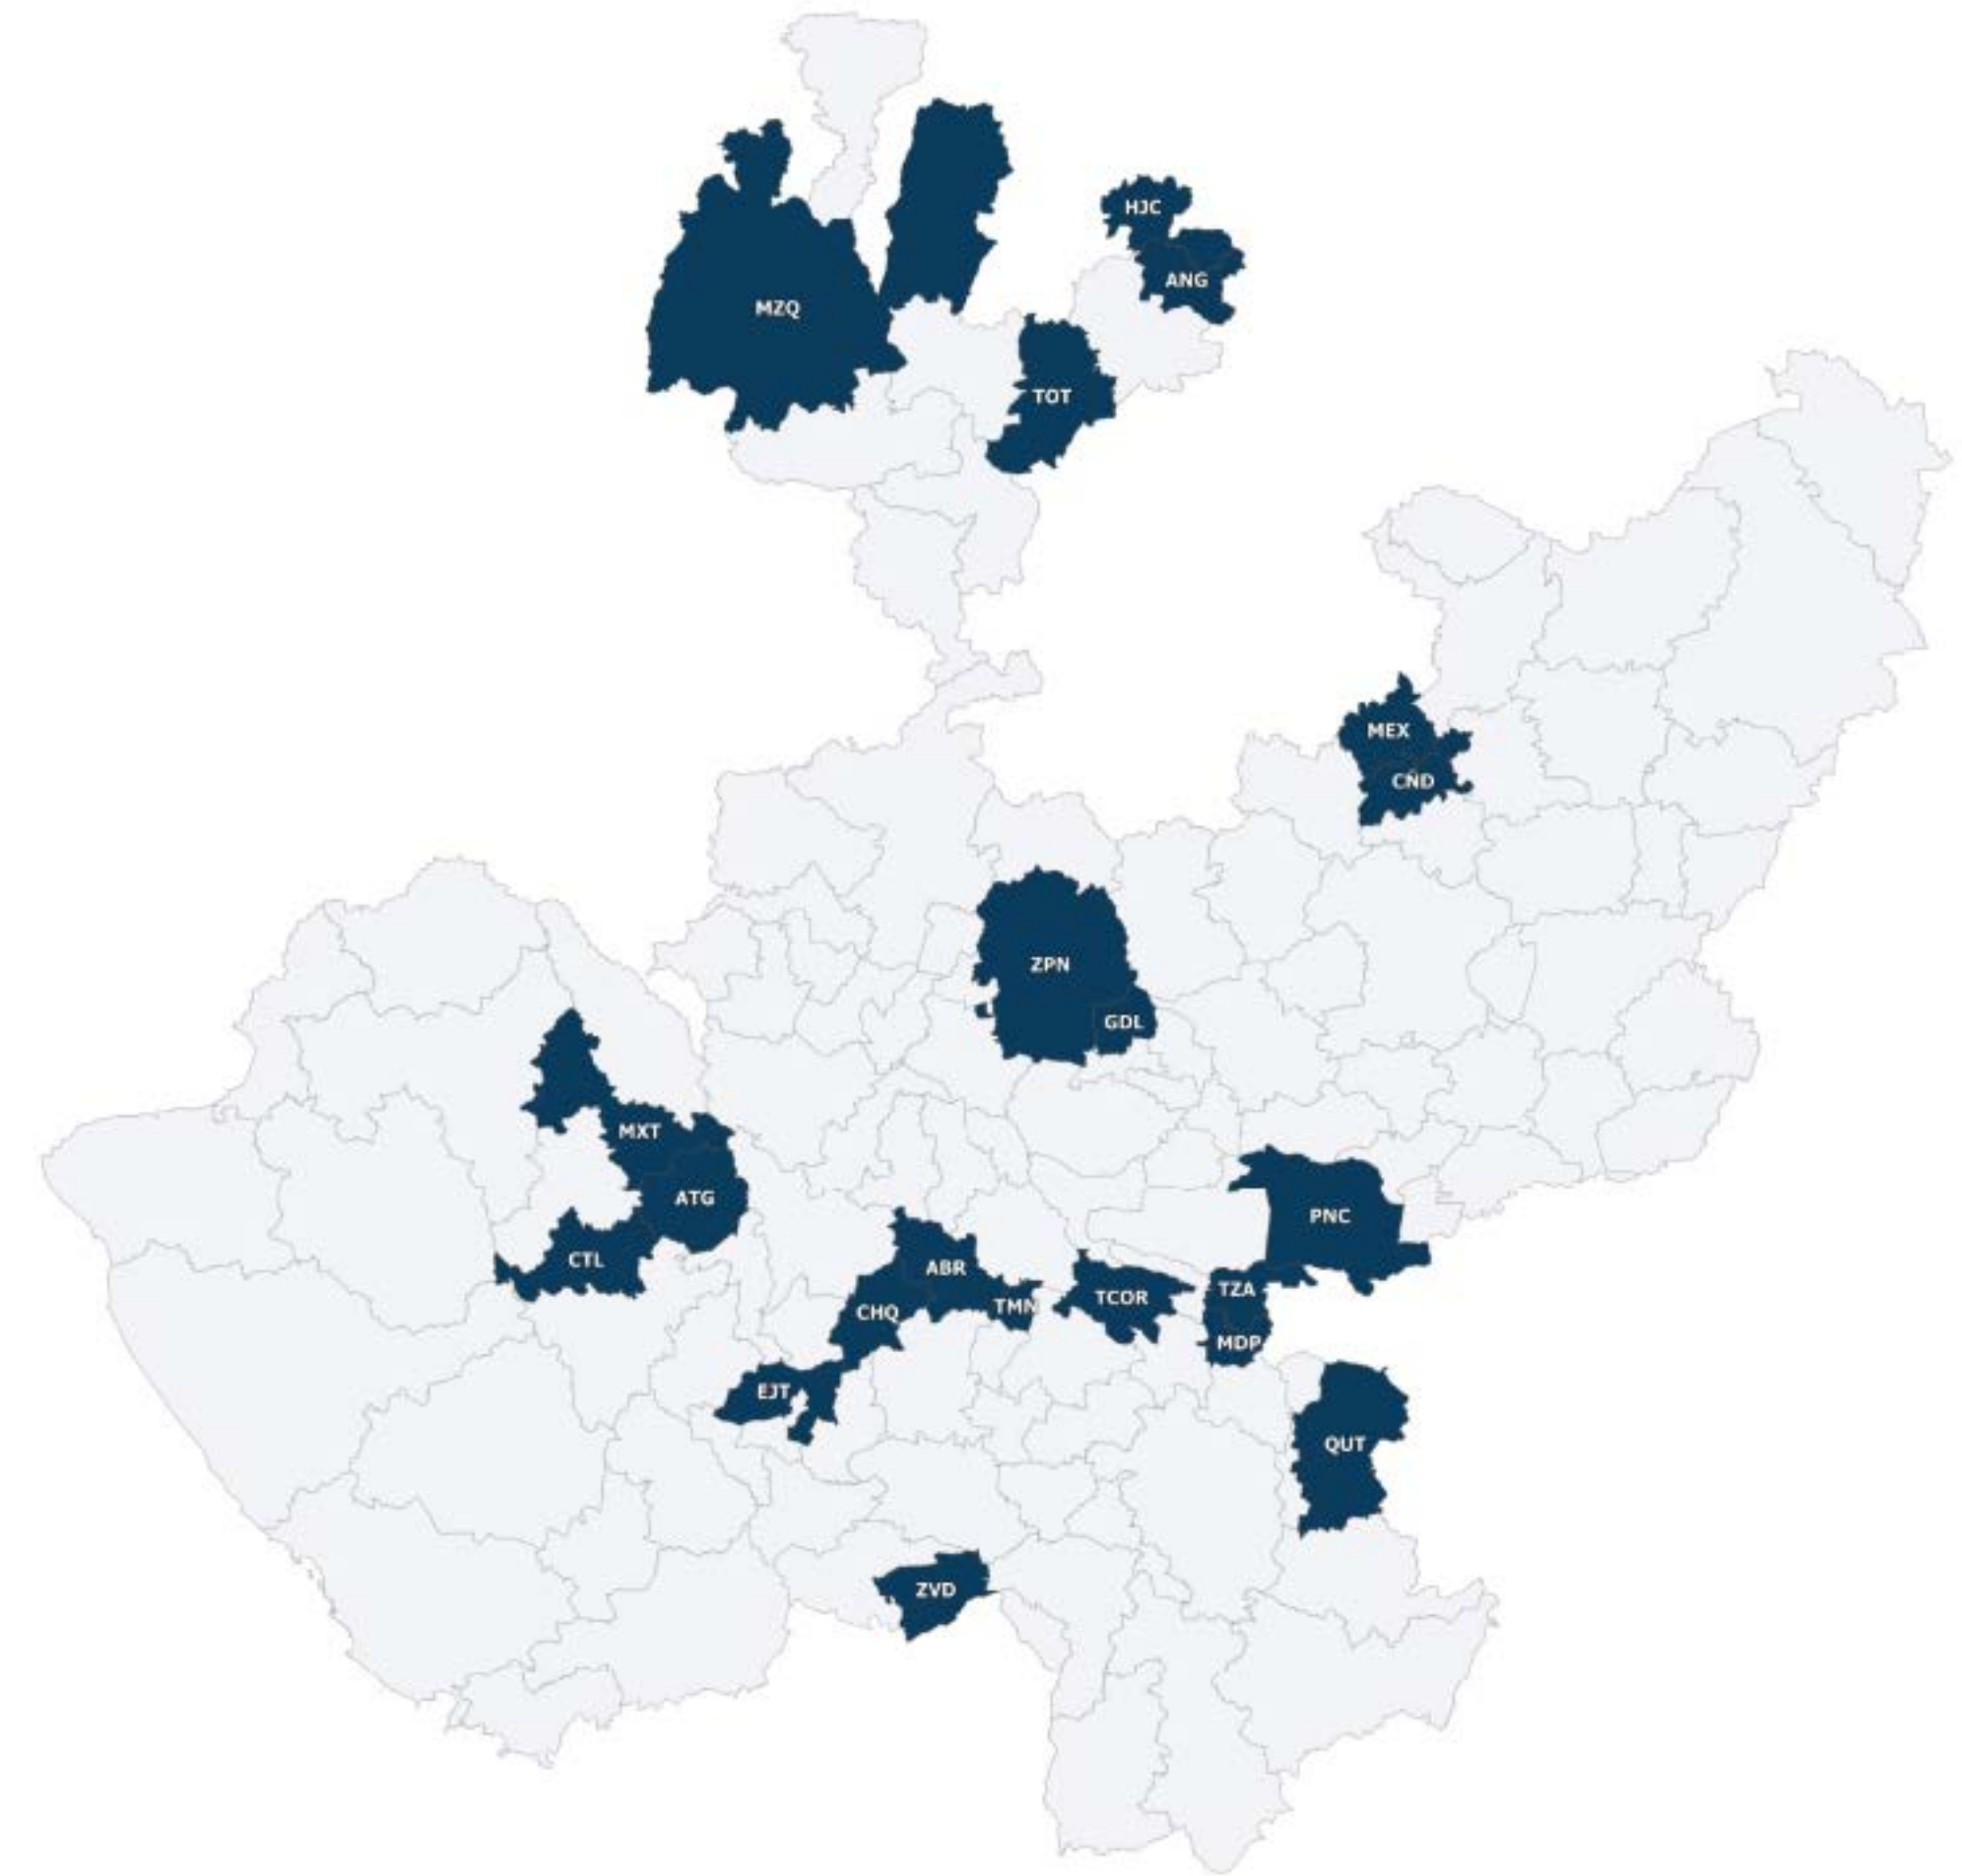 HJC
ANG
MZQ
TOT
MEX
CÑD
ZPN
GDL
MXT
ATG
PNC
CTL
ABR
TZA
TCOR
TMN
CHQ
MDP
EJT
QUT
ZVD